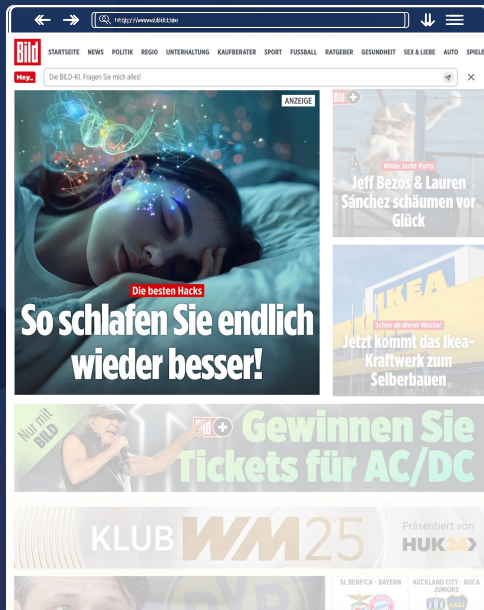 Bild
STARTSEITE NEWS POLITIK REGIO UNTERHALTUNG KAUFBERATER SPORT FUSSBALL RATGEBER GESUNDHEIT SEX & LIEBE AUTO SPIELE
Hey_
Die BILD-KI. Fragen Sie mich alles!
ANZEIGE
Die besten Hacks
So schlafen Sie endlich
wieder besser!
Bild +
Wilde Jacht-Party
Jeff Bezos & Lauren
Sánchez schäumen vor
Glück
IKEA
Schon ab dieser Woche!
Jetzt kommt das Ikea-
Kraftwerk zum
Selberbauen
Nur mit
BILD
Bild + Gewinnen Sie
Tickets für AC/DC
KLUB WM25
Präsentiert von
HUK24
SL BENFICA - BAYERN
AUCKLAND CITY - BOCA
JUNIORS
CABJ